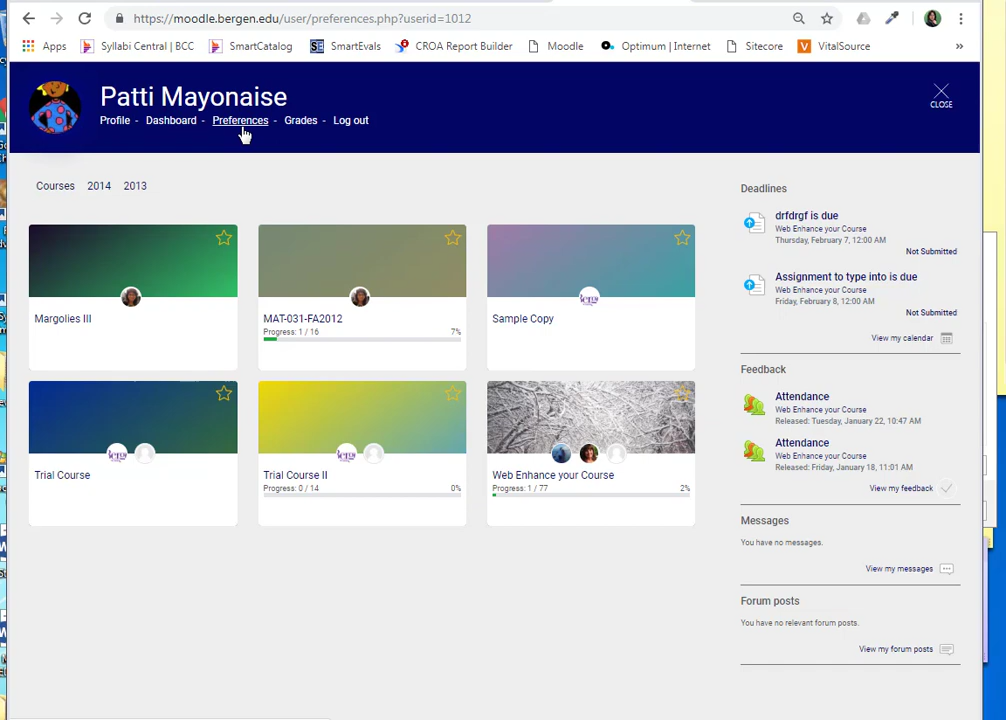 https://moodle.bergen.edu/user/preferences.php?userid=1012
Apps Syllabi Central | BCC SmartCatalog SE SmartEvals CROA Report Builder Moodle Optimum | Internet Sitecore V VitalSource »
Patti Mayonaise
CLOSE
Profile - Dashboard - Preferences - Grades - Log out
Courses 2014 2013
Margolies III
MAT-031-FA2012
Progress: 1 / 16 7%
Sample Copy
Trial Course
Trial Course II
Progress: 0 / 14 0%
Web Enhance your Course
Progress: 1 / 77 2%
Deadlines
drfdrgf is due
Web Enhance your Course
Thursday, February 7, 12:00 AM
Not Submitted
Assignment to type into is due
Web Enhance your Course
Friday, February 8, 12:00 AM
Not Submitted
View my calendar
Feedback
Attendance
Web Enhance your Course
Released: Tuesday, January 22, 10:47 AM
Attendance
Web Enhance your Course
Released: Friday, January 18, 11:01 AM
View my feedback
Messages
You have no messages.
View my messages
Forum posts
You have no relevant forum posts.
View my forum posts